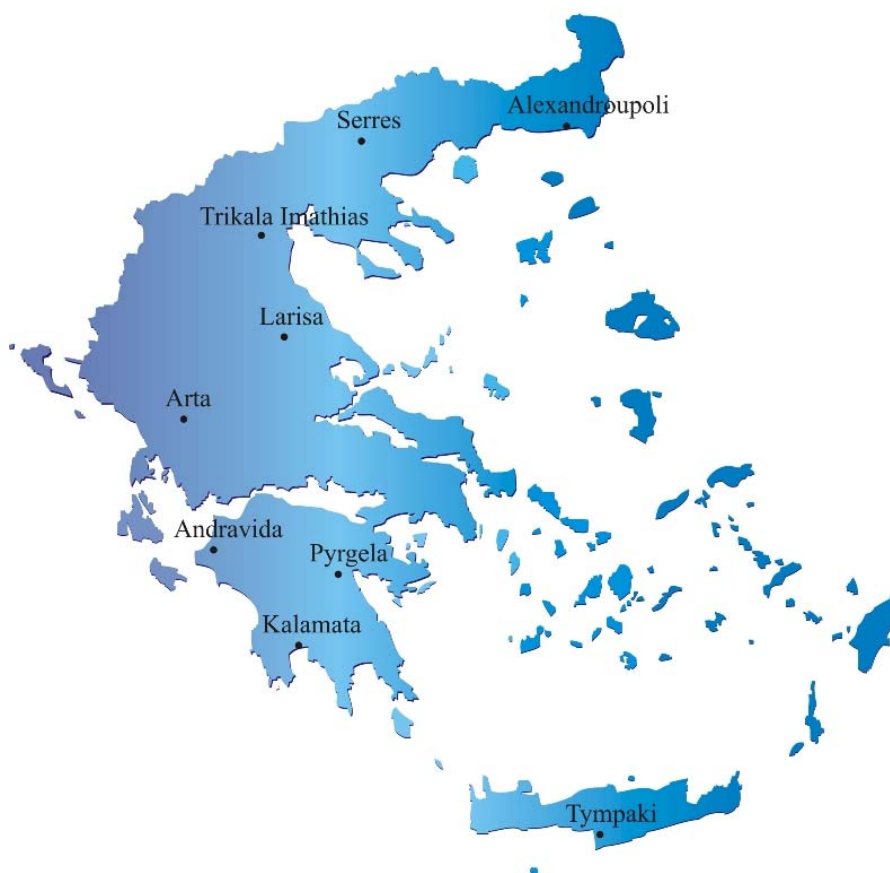 Alexandroupoli
Serres
Trikala Imathias
Larisa
Arta
Andravida
Pyrgela
Kalamata
Tympaki